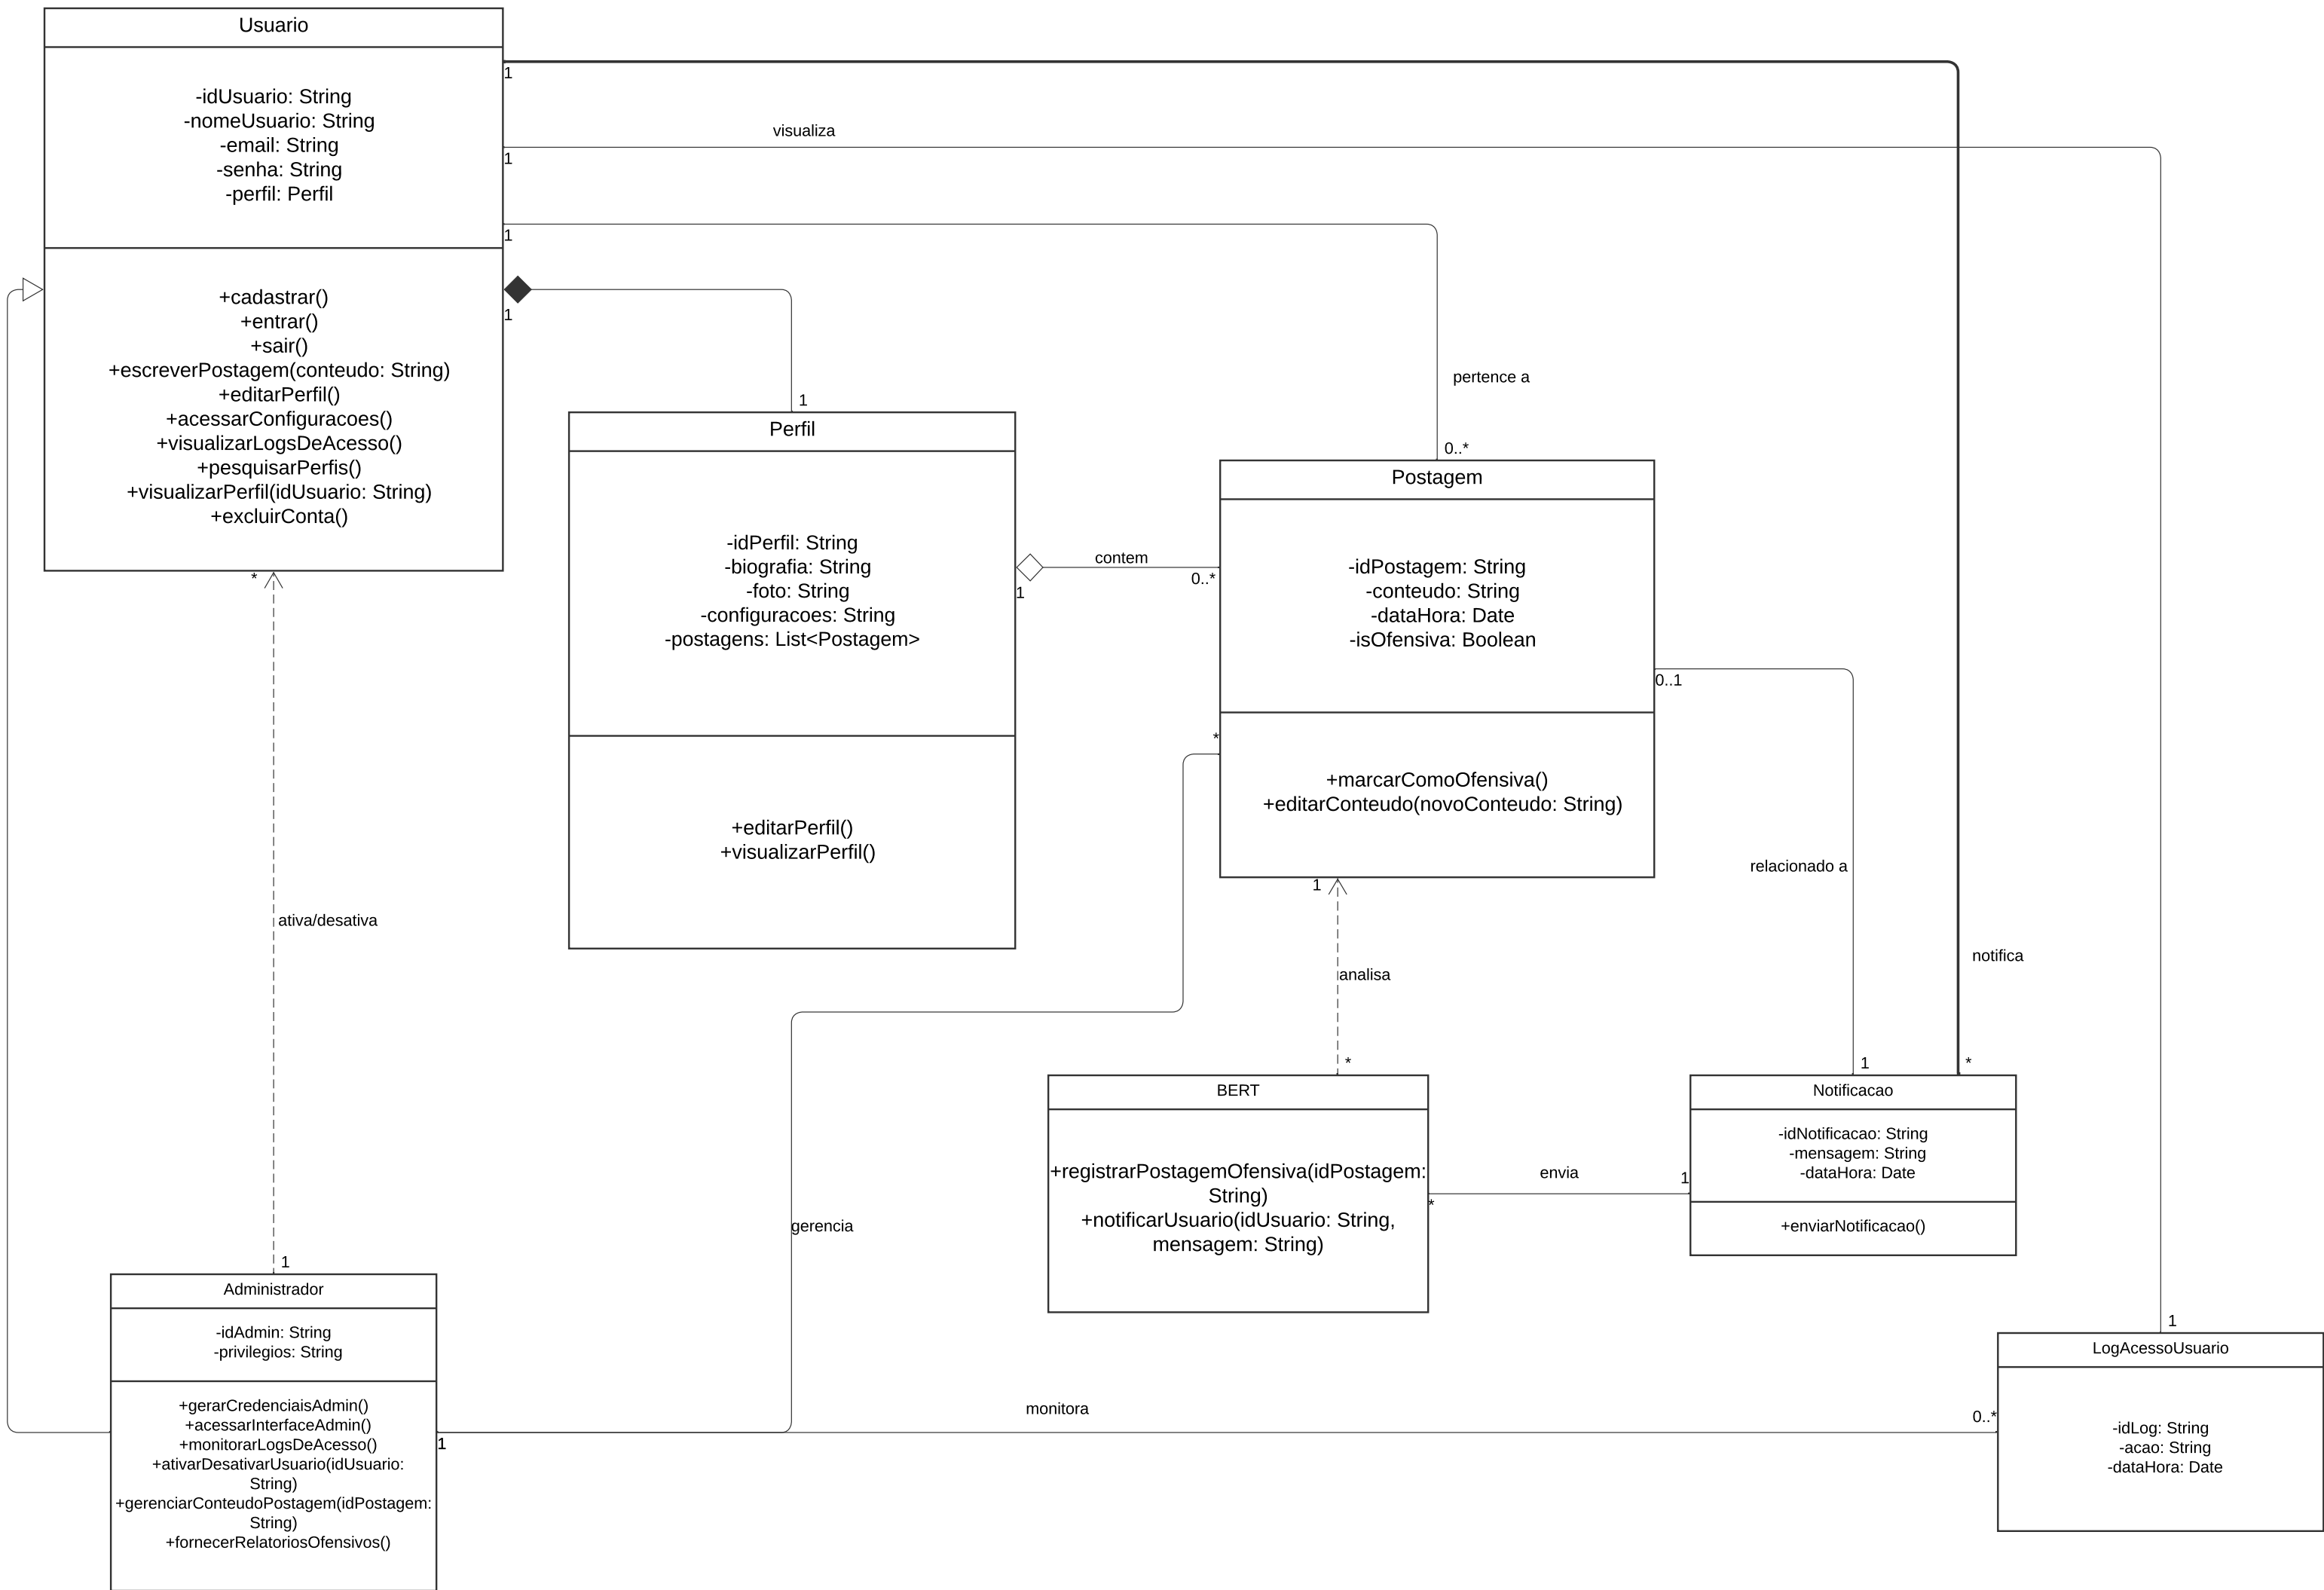 Usuario
-idUsuario: String
-nomeUsuario: String
-email: String
-senha: String
-perfil: Perfil
+cadastrar()
+entrar()
+sair()
+escreverPostagem(conteudo: String)
+editarPerfil()
+acessarConfiguracoes()
+visualizarLogsDeAcesso()
+pesquisarPerfis()
+visualizarPerfil(idUsuario: String)
+excluirConta()
1
visualiza
1
1
1
1
pertence a
0..*
Perfil
-idPerfil: String
-biografia: String
-foto: String
-configuracoes: String
-postagens: List<Postagem>
+editarPerfil()
+visualizarPerfil()
contem
1
0..*
Postagem
-idPostagem: String
-conteudo: String
-dataHora: Date
-isOfensiva: Boolean
+marcarComoOfensiva()
+editarConteudo(novoConteudo: String)
0..1
*
1
relacionado a
notifica
analisa
*
1
*
*
ativa/desativa
1
BERT
+registrarPostagemOfensiva(idPostagem:
String)
+notificarUsuario(idUsuario: String,
mensagem: String)
envia
*
1
Notificacao
-idNotificacao: String
-mensagem: String
-dataHora: Date
+enviarNotificacao()
gerencia
Administrador
-idAdmin: String
-privilegios: String
+gerarCredenciaisAdmin()
+acessarInterfaceAdmin()
+monitorarLogsDeAcesso()
+ativarDesativarUsuario(idUsuario:
String)
+gerenciarConteudoPostagem(idPostagem:
String)
+fornecerRelatoriosOfensivos()
1
monitora
0..*
1
LogAcessoUsuario
-idLog: String
-acao: String
-dataHora: Date